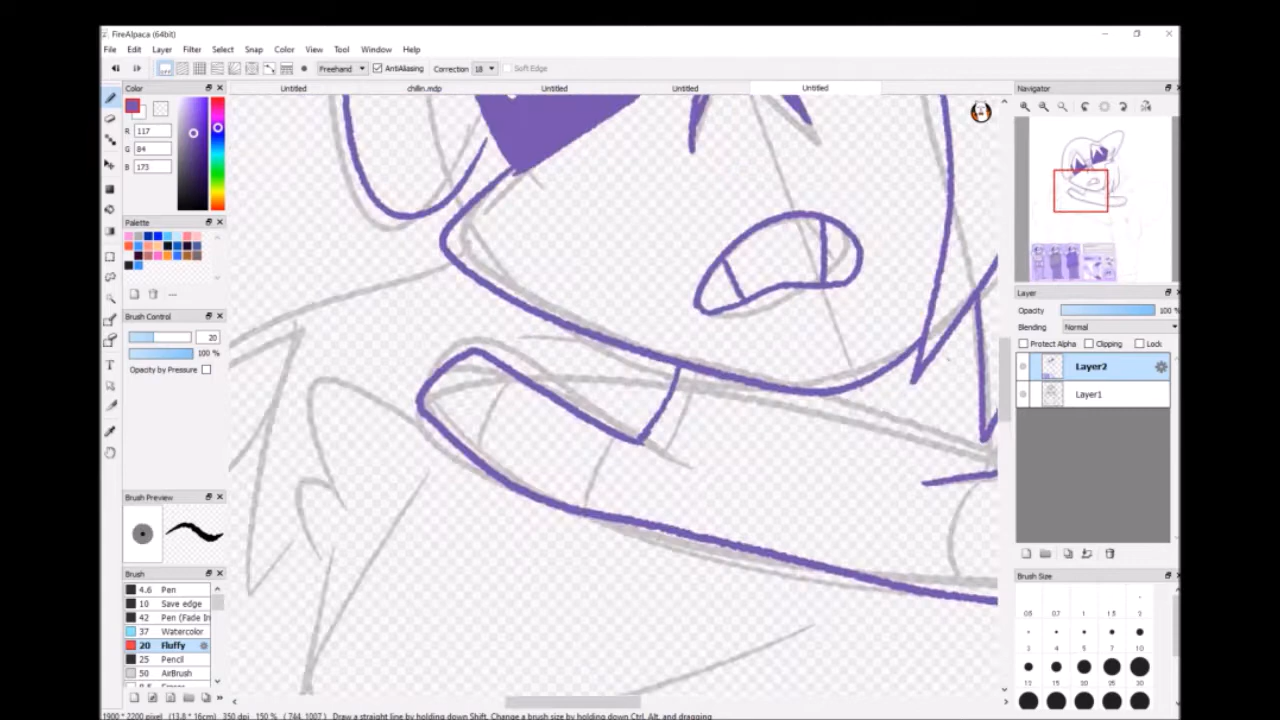 FireAlpaca (64bit)
File Edit Layer Filter Select Snap Color View Tool Window Help
Freehand AntiAliasing Correction 18 Soft Edge
Color
Untitled chillin.mdp Untitled Untitled Untitled
Navigator
R 117
G 84
B 173
Palette
Layer
Opacity 100 %
Blending Normal
Protect Alpha Clipping Lock
Layer2
Layer1
Brush Control
20
100 %
Opacity by Pressure
Brush Preview
Brush
4.6 Pen
10 Save edge
42 Pen (Fade In
37 Watercolor
20 Fluffy
25 Pencil
50 AirBrush
Brush Size
0.5 0.7 1 1.5 2
3 4 5 7 10
12 15 20 25 30
1900 * 2200 pixel (13.8 * 16cm) 350 dpi 150 % ( 744, 1007) Draw a straight line by holding down Shift, Change a brush size by holding down Ctrl, Alt, and dragging